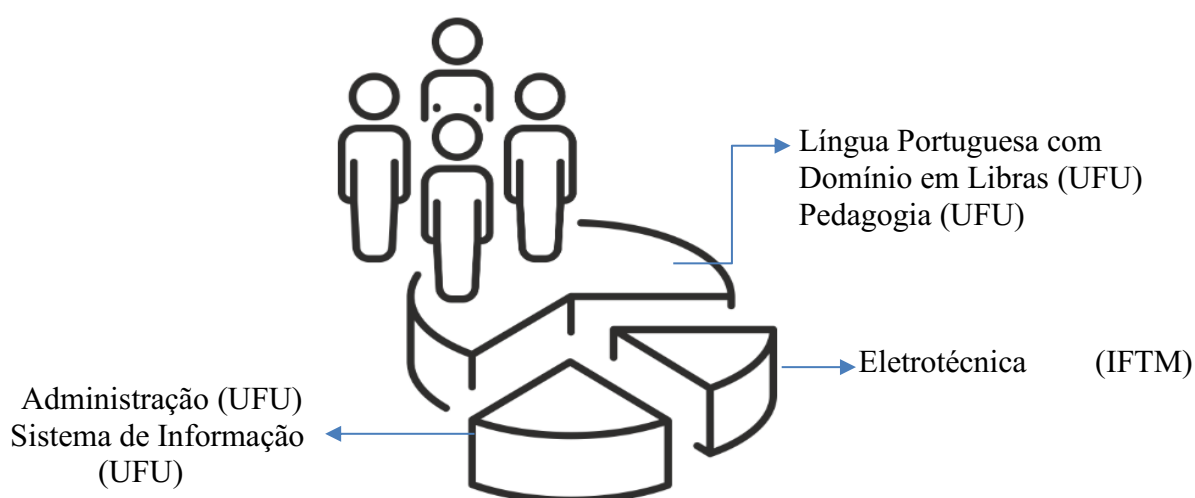 Língua Portuguesa com
Domínio em Libras (UFU)
Pedagogia (UFU)
Eletrotécnica (IFTM)
Administração (UFU)
Sistema de Informação
(UFU)